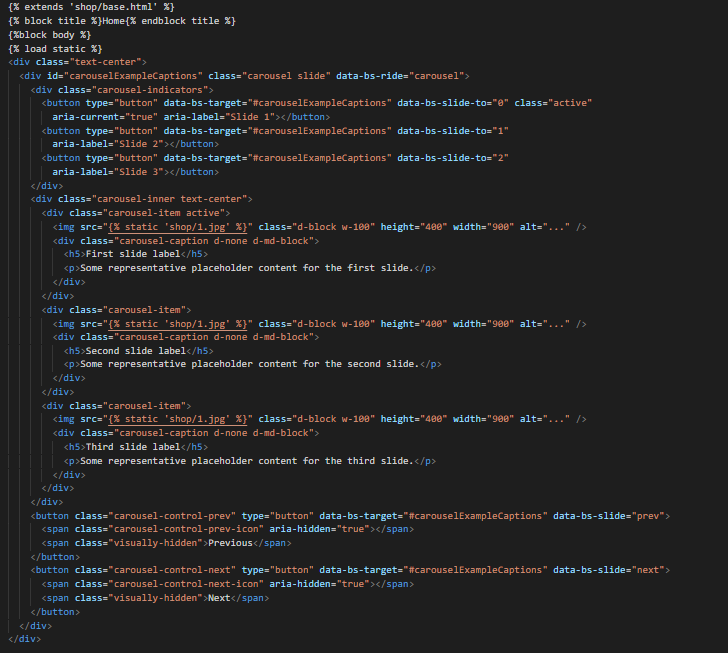 {% extends 'shop/base.html' %}
{% block title %}Home{% endblock title %}
{%block body %}
{% load static %}
<div class="text-center">
  <div id="carouselExampleCaptions" class="carousel slide" data-bs-ride="carousel">
    <div class="carousel-indicators">
      <button type="button" data-bs-target="#carouselExampleCaptions" data-bs-slide-to="0" class="active"
        aria-current="true" aria-label="Slide 1"></button>
      <button type="button" data-bs-target="#carouselExampleCaptions" data-bs-slide-to="1"
        aria-label="Slide 2"></button>
      <button type="button" data-bs-target="#carouselExampleCaptions" data-bs-slide-to="2"
        aria-label="Slide 3"></button>
    </div>
    <div class="carousel-inner text-center">
      <div class="carousel-item active">
        <img src="{% static 'shop/1.jpg' %}" class="d-block w-100" height="400" width="900" alt="..." />
        <div class="carousel-caption d-none d-md-block">
          <h5>First slide label</h5>
          <p>Some representative placeholder content for the first slide.</p>
        </div>
      </div>
      <div class="carousel-item">
        <img src="{% static 'shop/1.jpg' %}" class="d-block w-100" height="400" width="900" alt="..." />
        <div class="carousel-caption d-none d-md-block">
          <h5>Second slide label</h5>
          <p>Some representative placeholder content for the second slide.</p>
        </div>
      </div>
      <div class="carousel-item">
        <img src="{% static 'shop/1.jpg' %}" class="d-block w-100" height="400" width="900" alt="..." />
        <div class="carousel-caption d-none d-md-block">
          <h5>Third slide label</h5>
          <p>Some representative placeholder content for the third slide.</p>
        </div>
      </div>
    </div>
    <button class="carousel-control-prev" type="button" data-bs-target="#carouselExampleCaptions" data-bs-slide="prev">
      <span class="carousel-control-prev-icon" aria-hidden="true"></span>
      <span class="visually-hidden">Previous</span>
    </button>
    <button class="carousel-control-next" type="button" data-bs-target="#carouselExampleCaptions" data-bs-slide="next">
      <span class="carousel-control-next-icon" aria-hidden="true"></span>
      <span class="visually-hidden">Next</span>
    </button>
  </div>
</div>